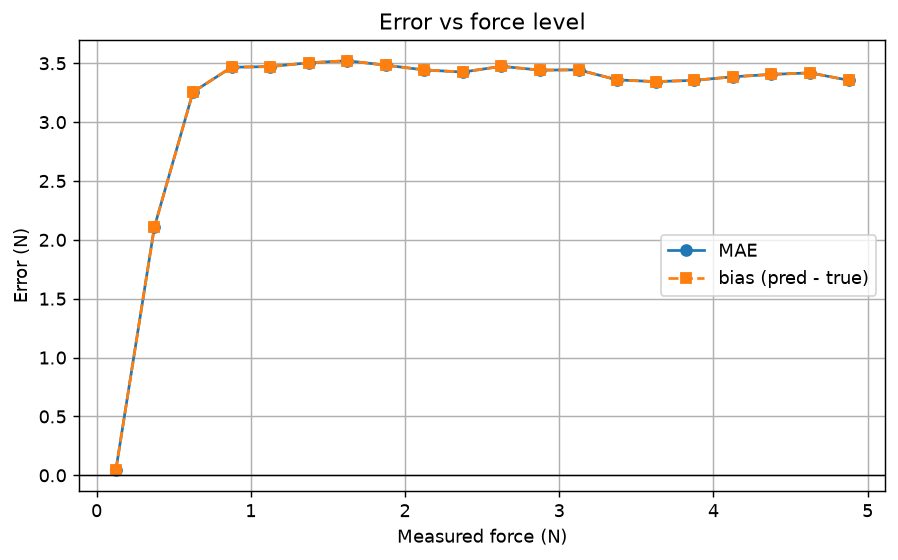 Error vs force level
3.5
3.0
2.5
2.0
1.5
1.0
0.5
0.0
Error (N)
MAE
bias (pred - true)
0 1 2 3 4 5
Measured force (N)